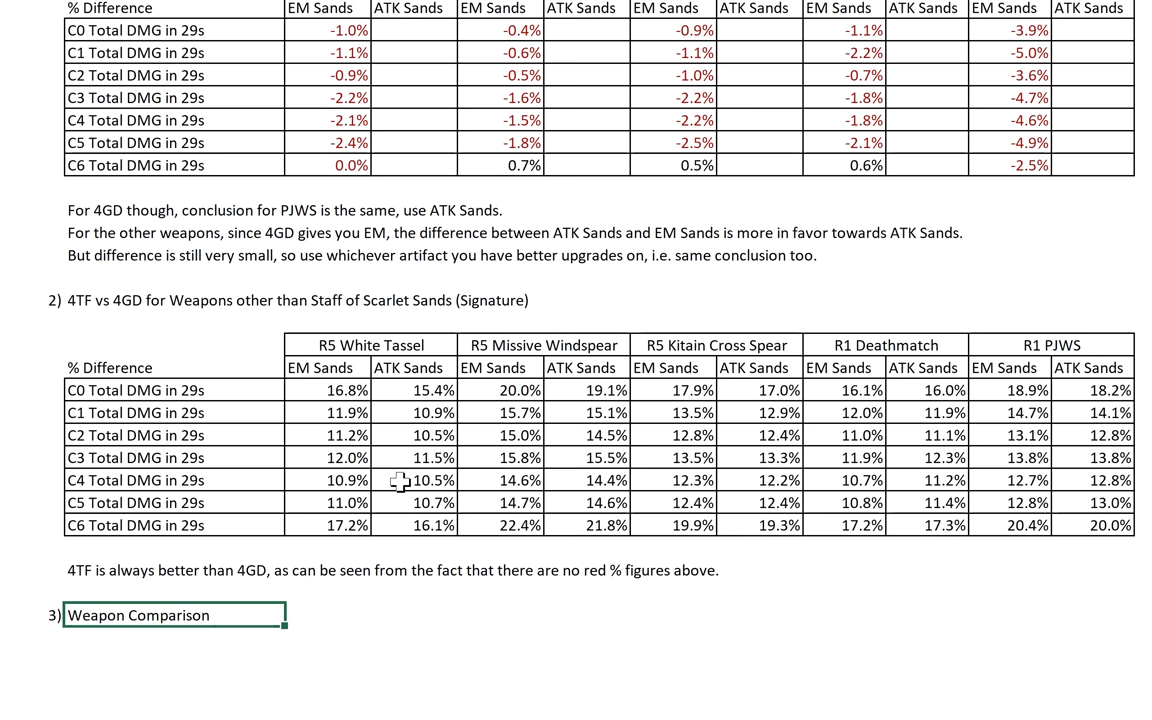 % Difference EM Sands ATK Sands EM Sands ATK Sands EM Sands ATK Sands EM Sands ATK Sands EM Sands ATK Sands
C0 Total DMG in 29s -1.0% -0.4% -0.9% -1.1% -3.9%
C1 Total DMG in 29s -1.1% -0.6% -1.1% -2.2% -5.0%
C2 Total DMG in 29s -0.9% -0.5% -1.0% -0.7% -3.6%
C3 Total DMG in 29s -2.2% -1.6% -2.2% -1.8% -4.7%
C4 Total DMG in 29s -2.1% -1.5% -2.2% -1.8% -4.6%
C5 Total DMG in 29s -2.4% -1.8% -2.5% -2.1% -4.9%
C6 Total DMG in 29s 0.0% 0.7% 0.5% 0.6% -2.5%
For 4GD though, conclusion for PJWS is the same, use ATK Sands.
For the other weapons, since 4GD gives you EM, the difference between ATK Sands and EM Sands is more in favor towards ATK Sands.
But difference is still very small, so use whichever artifact you have better upgrades on, i.e. same conclusion too.
2) 4TF vs 4GD for Weapons other than Staff of Scarlet Sands (Signature)
R5 White Tassel R5 Missive Windspear R5 Kitain Cross Spear R1 Deathmatch R1 PJWS
% Difference EM Sands ATK Sands EM Sands ATK Sands EM Sands ATK Sands EM Sands ATK Sands EM Sands ATK Sands
C0 Total DMG in 29s 16.8% 15.4% 20.0% 19.1% 17.9% 17.0% 16.1% 16.0% 18.9% 18.2%
C1 Total DMG in 29s 11.9% 10.9% 15.7% 15.1% 13.5% 12.9% 12.0% 11.9% 14.7% 14.1%
C2 Total DMG in 29s 11.2% 10.5% 15.0% 14.5% 12.8% 12.4% 11.0% 11.1% 13.1% 12.8%
C3 Total DMG in 29s 12.0% 11.5% 15.8% 15.5% 13.5% 13.3% 11.9% 12.3% 13.8% 13.8%
C4 Total DMG in 29s 10.9% 10.5% 14.6% 14.4% 12.3% 12.2% 10.7% 11.2% 12.7% 12.8%
C5 Total DMG in 29s 11.0% 10.7% 14.7% 14.6% 12.4% 12.4% 10.8% 11.4% 12.8% 13.0%
C6 Total DMG in 29s 17.2% 16.1% 22.4% 21.8% 19.9% 19.3% 17.2% 17.3% 20.4% 20.0%
4TF is always better than 4GD, as can be seen from the fact that there are no red % figures above.
3) Weapon Comparison